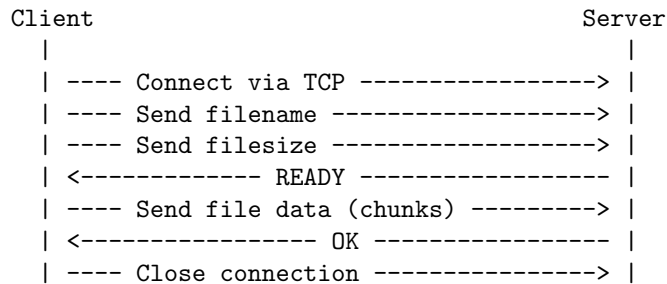 Client                                   Server
  |                                         |
  | ---- Connect via TCP -----------------> |
  | ---- Send filename -------------------> |
  | ---- Send filesize -------------------> |
  | <------------- READY ------------------ |
  | ---- Send file data (chunks) ---------> |
  | <----------------- OK ----------------- |
  | ---- Close connection ----------------> |